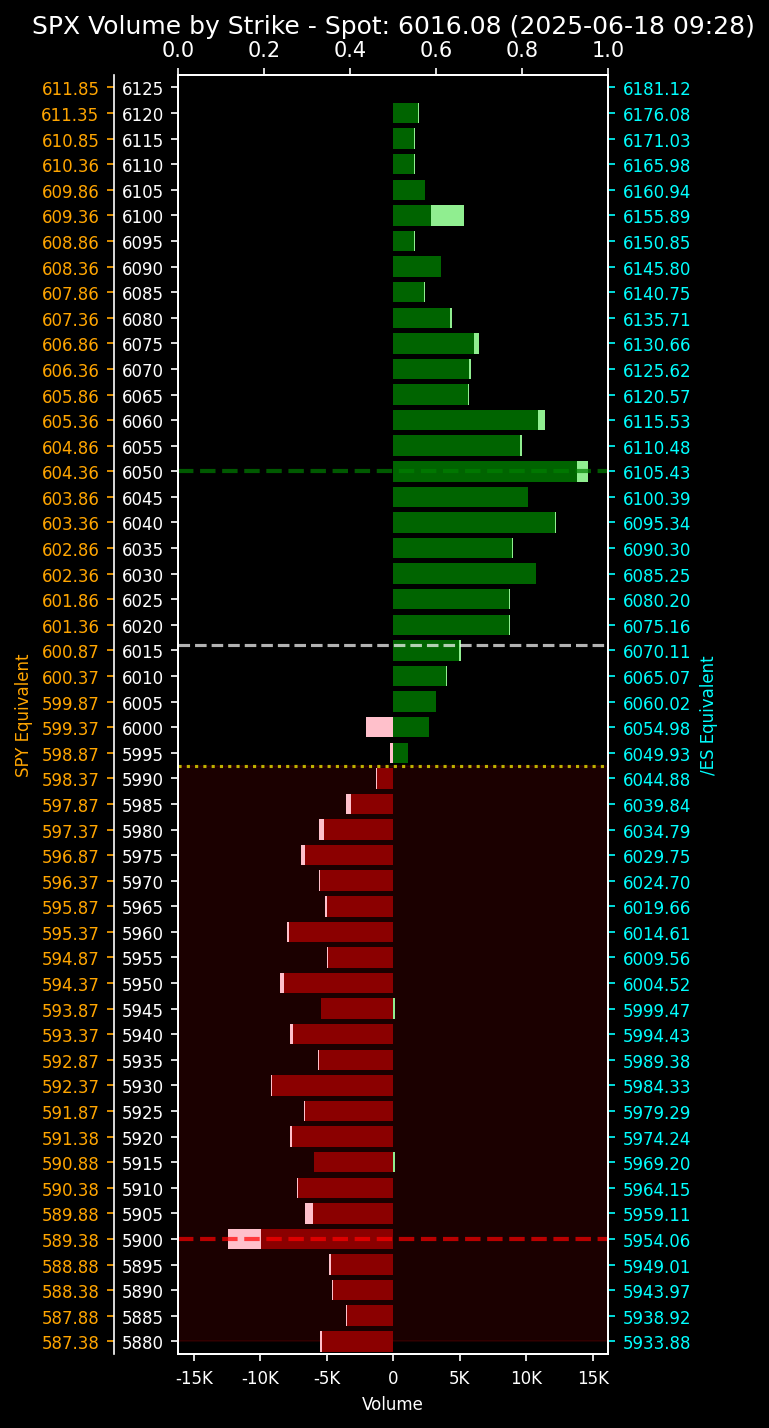 SPX Volume by Strike - Spot: 6016.08 (2025-06-18 09:28)
0.0 0.2 0.4 0.6 0.8 1.0
611.85 6125 6181.12
611.35 6120 6176.08
610.85 6115 6171.03
610.36 6110 6165.98
609.86 6105 6160.94
609.36 6100 6155.89
608.86 6095 6150.85
608.36 6090 6145.80
607.86 6085 6140.75
607.36 6080 6135.71
606.86 6075 6130.66
606.36 6070 6125.62
605.86 6065 6120.57
605.36 6060 6115.53
604.86 6055 6110.48
604.36 6050 6105.43
603.86 6045 6100.39
603.36 6040 6095.34
602.86 6035 6090.30
602.36 6030 6085.25
601.86 6025 6080.20
601.36 6020 6075.16
600.87 6015 6070.11
600.37 6010 6065.07
599.87 6005 6060.02
599.37 6000 6054.98
598.87 5995 6049.93
598.37 5990 6044.88
597.87 5985 6039.84
597.37 5980 6034.79
596.87 5975 6029.75
596.37 5970 6024.70
595.87 5965 6019.66
595.37 5960 6014.61
594.87 5955 6009.56
594.37 5950 6004.52
593.87 5945 5999.47
593.37 5940 5994.43
592.87 5935 5989.38
592.37 5930 5984.33
591.87 5925 5979.29
591.38 5920 5974.24
590.88 5915 5969.20
590.38 5910 5964.15
589.88 5905 5959.11
589.38 5900 5954.06
588.88 5895 5949.01
588.38 5890 5943.97
587.88 5885 5938.92
587.38 5880 5933.88
SPY Equivalent
/ES Equivalent
-15K -10K -5K 0 5K 10K 15K
Volume